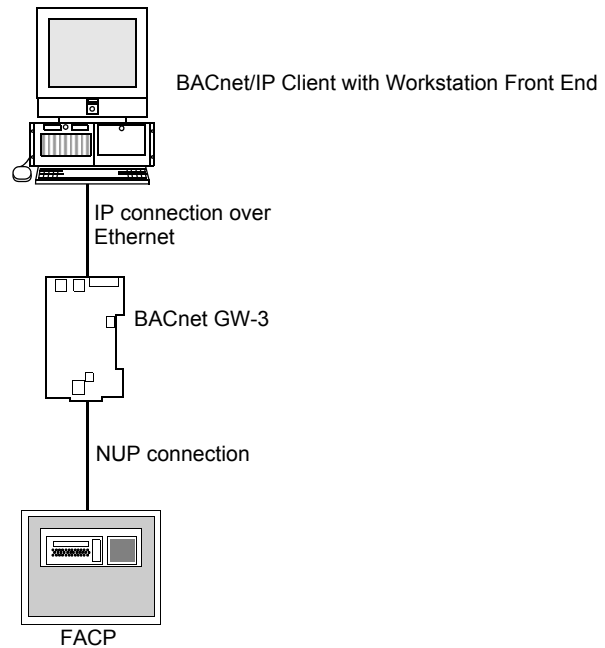 BACnet/IP Client with Workstation Front End
IP connection over
Ethernet
BACnet GW-3
NUP connection
FACP